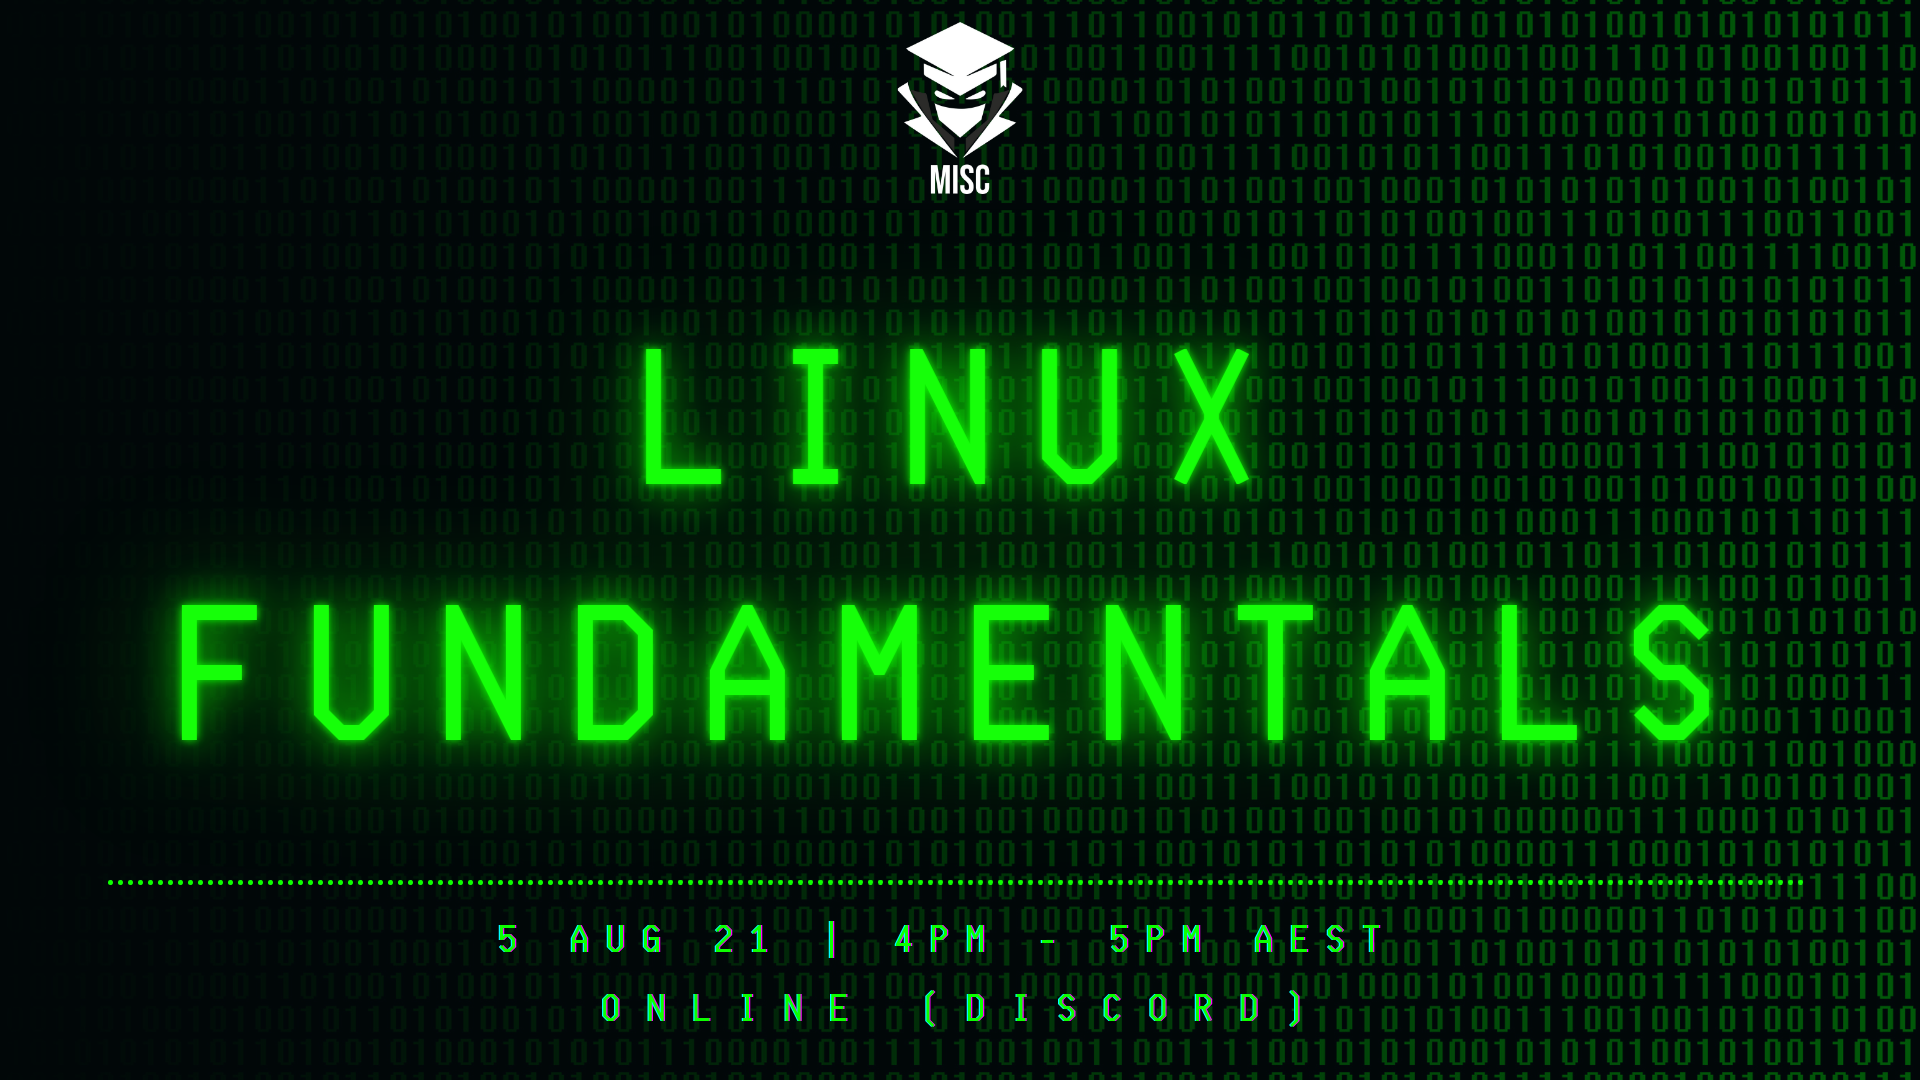 MISC
LINUX
FUNDAMENTALS
5 AUG 21 | 4PM - 5PM AEST
ONLINE (DISCORD)